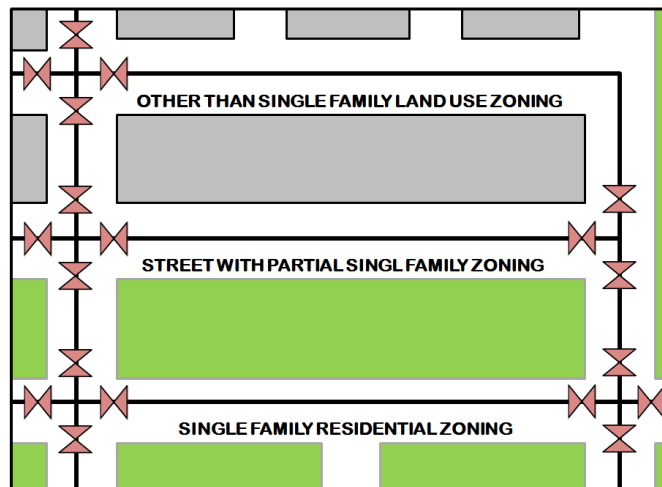 OTHER THAN SINGLE FAMILY LAND USE ZONING
STREET WITH PARTIAL SINGL FAMILY ZONING
SINGLE FAMILY RESIDENTIAL ZONING